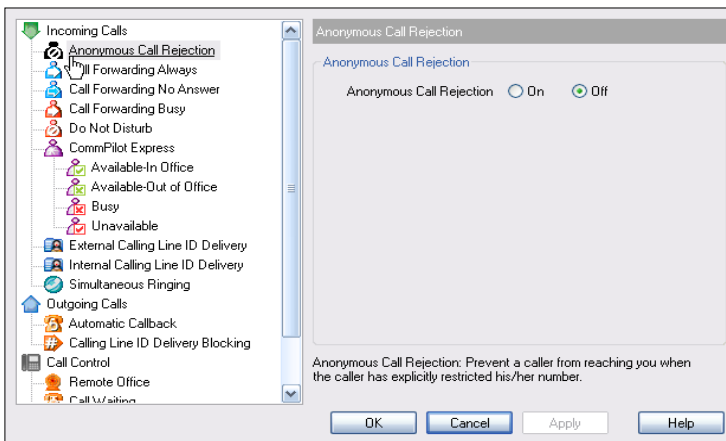 Incoming Calls
Anonymous Call Rejection
Call Forwarding Always
Call Forwarding No Answer
Call Forwarding Busy
Do Not Disturb
CommPilot Express
Available-In Office
Available-Out of Office
Busy
Unavailable
External Calling Line ID Delivery
Internal Calling Line ID Delivery
Simultaneous Ringing
Outgoing Calls
Automatic Callback
Calling Line ID Delivery Blocking
Call Control
Remote Office
Call Waiting
Anonymous Call Rejection
Anonymous Call Rejection
Anonymous Call Rejection On Off
Anonymous Call Rejection: Prevent a caller from reaching you when
the caller has explicitly restricted his/her number.
OK Cancel Apply Help